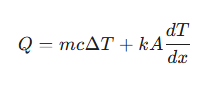 Q = mcΔT + kA dT/dx